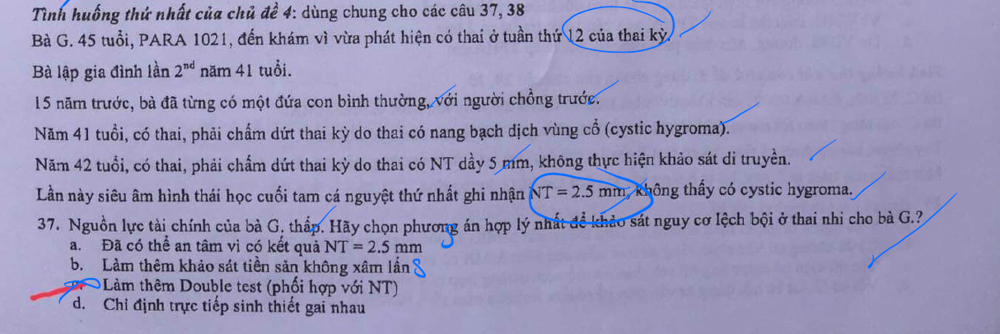 Tình huống thứ nhất của chủ đề 4: dùng chung cho các câu 37, 38
Bà G. 45 tuổi, PARA 1021, đến khám vì vừa phát hiện có thai ở tuần thứ 12 của thai kỳ.
Bà lập gia đình lần 2nd năm 41 tuổi.
15 năm trước, bà đã từng có một đứa con bình thường, với người chồng trước.
Năm 41 tuổi, có thai, phải chấm dứt thai kỳ do thai có nang bạch dịch vùng cổ (cystic hygroma).
Năm 42 tuổi, có thai, phải chấm dứt thai kỳ do thai có NT dầy 5 mm, không thực hiện khảo sát di truyền.
Lần này siêu âm hình thái học cuối tam cá nguyệt thứ nhất ghi nhận NT = 2.5 mm, không thấy có cystic hygroma.
37. Nguồn lực tài chính của bà G. thấp. Hãy chọn phương án hợp lý nhất để khảo sát nguy cơ lệch bội ở thai nhi cho bà G.?
a. Đã có thể an tâm vì có kết quả NT = 2.5 mm
b. Làm thêm khảo sát tiền sản không xâm lấn
Làm thêm Double test (phối hợp với NT)
d. Chỉ định trực tiếp sinh thiết gai nhau